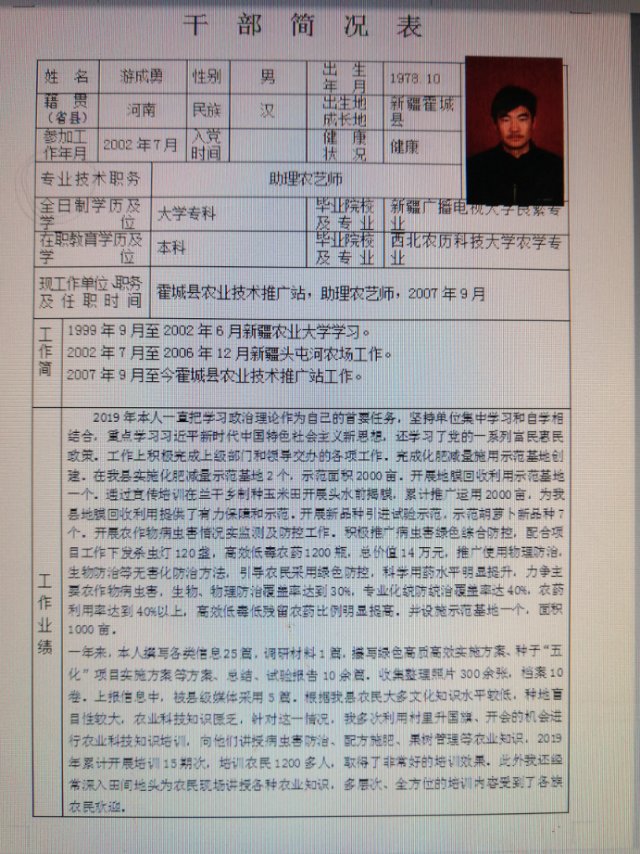 干部简况表
姓名 游成勇 性别 男 出生年月 1978.10
籍贯（省县） 河南 民族 汉 出生地成长地 新疆霍城县
参加工作年月 2002年7月 入党时间 健康状况 健康
专业技术职务 助理农艺师
全日制学历及学位 大学专科 毕业院校及专业 新疆广播电视大学农業专业
在职教育学历及学位 本科 毕业院校及专业 西北农历科技大学农学专业
现工作单位、职务及任职时间 霍城县农业技术推广站，助理农艺师，2007年9月
工作简
1999年9月至2002年6月新疆农业大学学习。
2002年7月至2006年12月新疆头屯河农场工作。
2007年9月至今霍城县农业技术推广站工作。
工作业绩
2019年本人一直把学习政治理论作为自己的首要任务，坚持单位集中学习和自学相
结合，重点学习习近平新时代中国特色社会主义新思想，还学习了党的一系列富民惠民
政策。工作上积极完成上级部门和领导交办的各项工作。完成化肥减量施用示范基地创
建。在我县实施化肥减量示范基地2个，示范面积2000亩。开展地膜回收利用示范基地
一个。通过宣传培训在兰干乡制种玉米田开展头水前揭膜，累计推广运用2000亩，为我
县地膜回收利用提供了有力保障和示范。开展新品种引进试验示范，示范胡萝卜新品种7
个。开展农作物病虫害情况实监测及防控工作。积极推广病虫害绿色综合防控，配合项
目工作下发杀虫灯120盏，高效低毒农药1200瓶，总价值14万元，推广使用物理防治，
生物防治等无害化防治方法，引导农民采用绿色防控，科学用药水平明显提升，力争主
要农作物病虫害，生物、物理防治覆盖率达到30%，专业化统防统治覆盖率达40%，农药
利用率达到40%以上，高效低毒低残留农药比例明显提高。并设施示范基地一个，面积
1000亩。
一年来，本人撰写各类信息25篇，调研材料1篇，撰写绿色高质高效实施方案、种子“五
化”项目实施方案等方案、总结、试验报告10余篇。收集整理照片300余张，档案10
卷。上报信息中，被县级媒体采用5篇。根据我县农民大多文化知识水平较低，种地盲
目性较大，农业科技知识匮乏，针对这一情况，我多次利用村里升国旗、开会的机会进
行农业科技知识培训，向他们讲授病虫害防治、配方施肥、果树管理等农业知识，2019
年累计开展培训15期次，培训农民1200多人，取得了非常好的培训效果。此外我还经
常深入田间地头为农民现场讲授各种农业知识，多层次、全方位的培训内容受到了各族
农民欢迎。